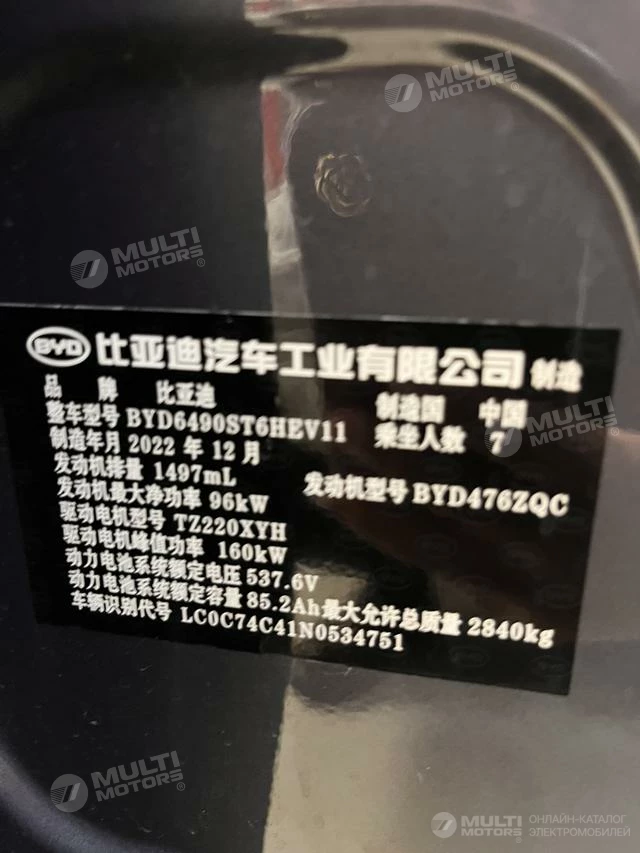 MULTI MOTORS®
MULTI MOTORS®
BYD 比亚迪汽车工业有限公司 制造
品 牌 比亚迪 制造国 中国
整车型号 BYD6490ST6HEV11 乘坐人数 7
制造年月 2022 年 12 月
发动机排量 1497mL 发动机型号 BYD476ZQC
发动机最大净功率 96kW
驱动电机型号 TZ220XYH
驱动电机峰值功率 160kW
动力电池系统额定电压 537.6V
动力电池系统额定容量 85.2Ah 最大允许总质量 2840kg
车辆识别代号 LC0C74C41N0534751
MULTI MOTORS®
MULTI MOTORS®
MULTI MOTORS® ОНЛАЙН-КАТАЛОГ
ЭЛЕКТРОМОБИЛЕЙ